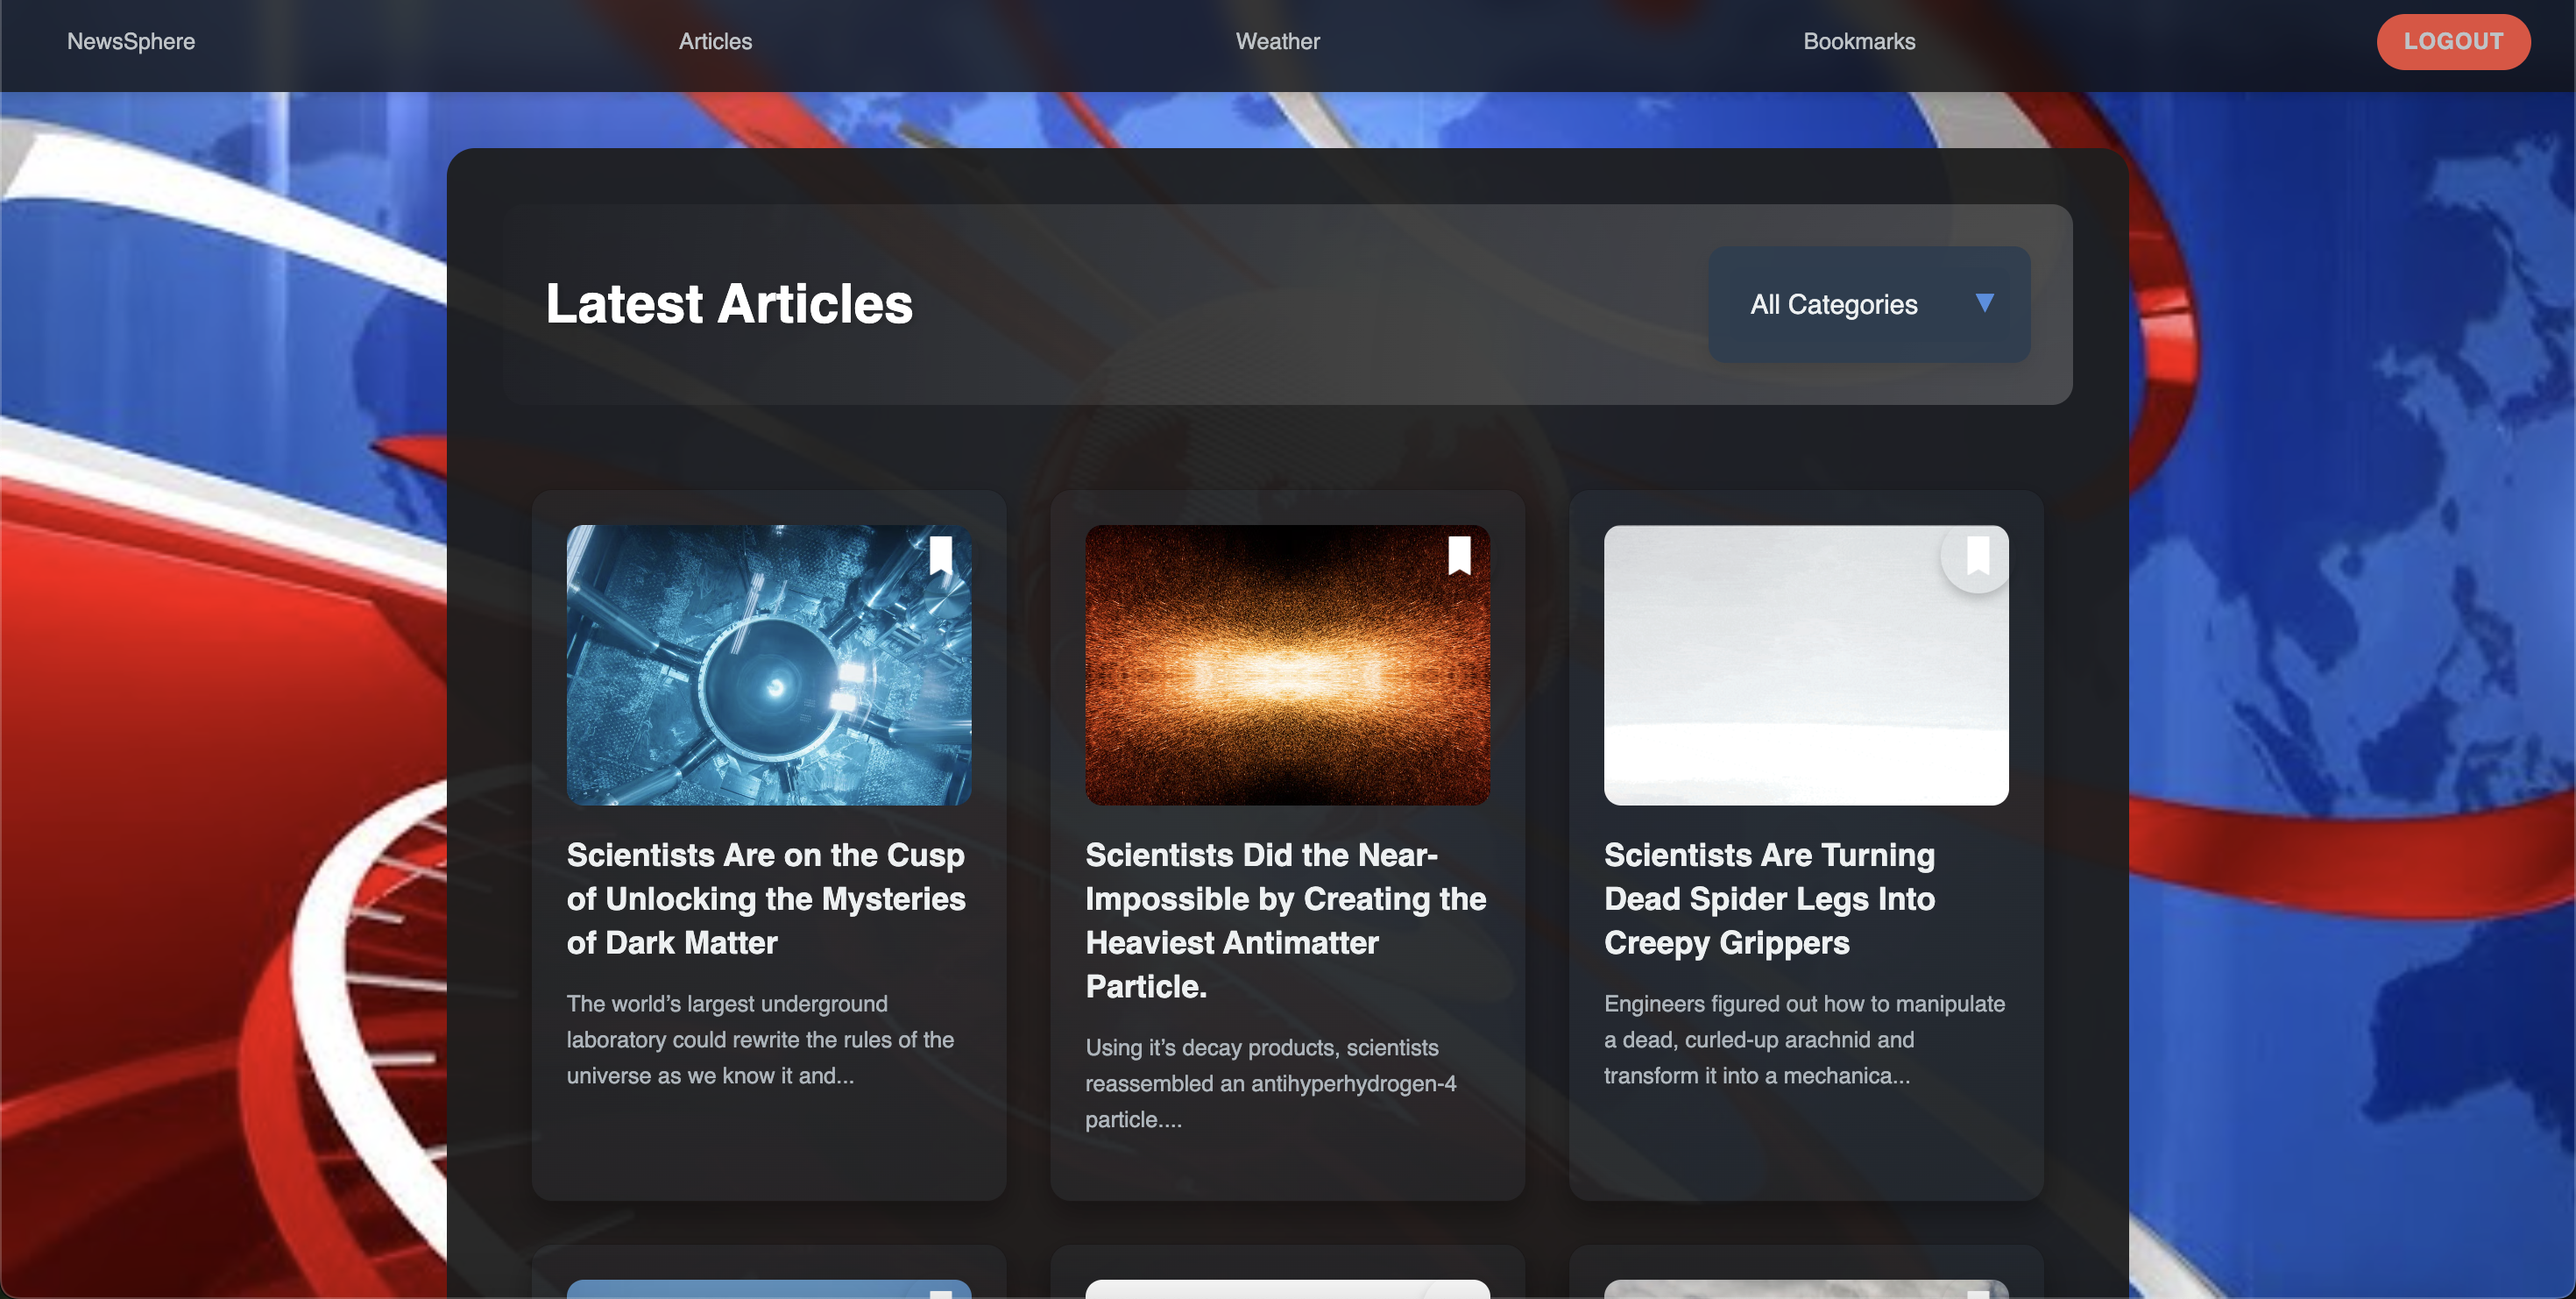 NewsSphere
Articles
Weather
Bookmarks
LOGOUT
Latest Articles
All Categories
Scientists Are on the Cusp
of Unlocking the Mysteries
of Dark Matter
The world’s largest underground
laboratory could rewrite the rules of the
universe as we know it and...
Scientists Did the Near-
Impossible by Creating the
Heaviest Antimatter
Particle.
Using it’s decay products, scientists
reassembled an antihyperhydrogen-4
particle....
Scientists Are Turning
Dead Spider Legs Into
Creepy Grippers
Engineers figured out how to manipulate
a dead, curled-up arachnid and
transform it into a mechanica...